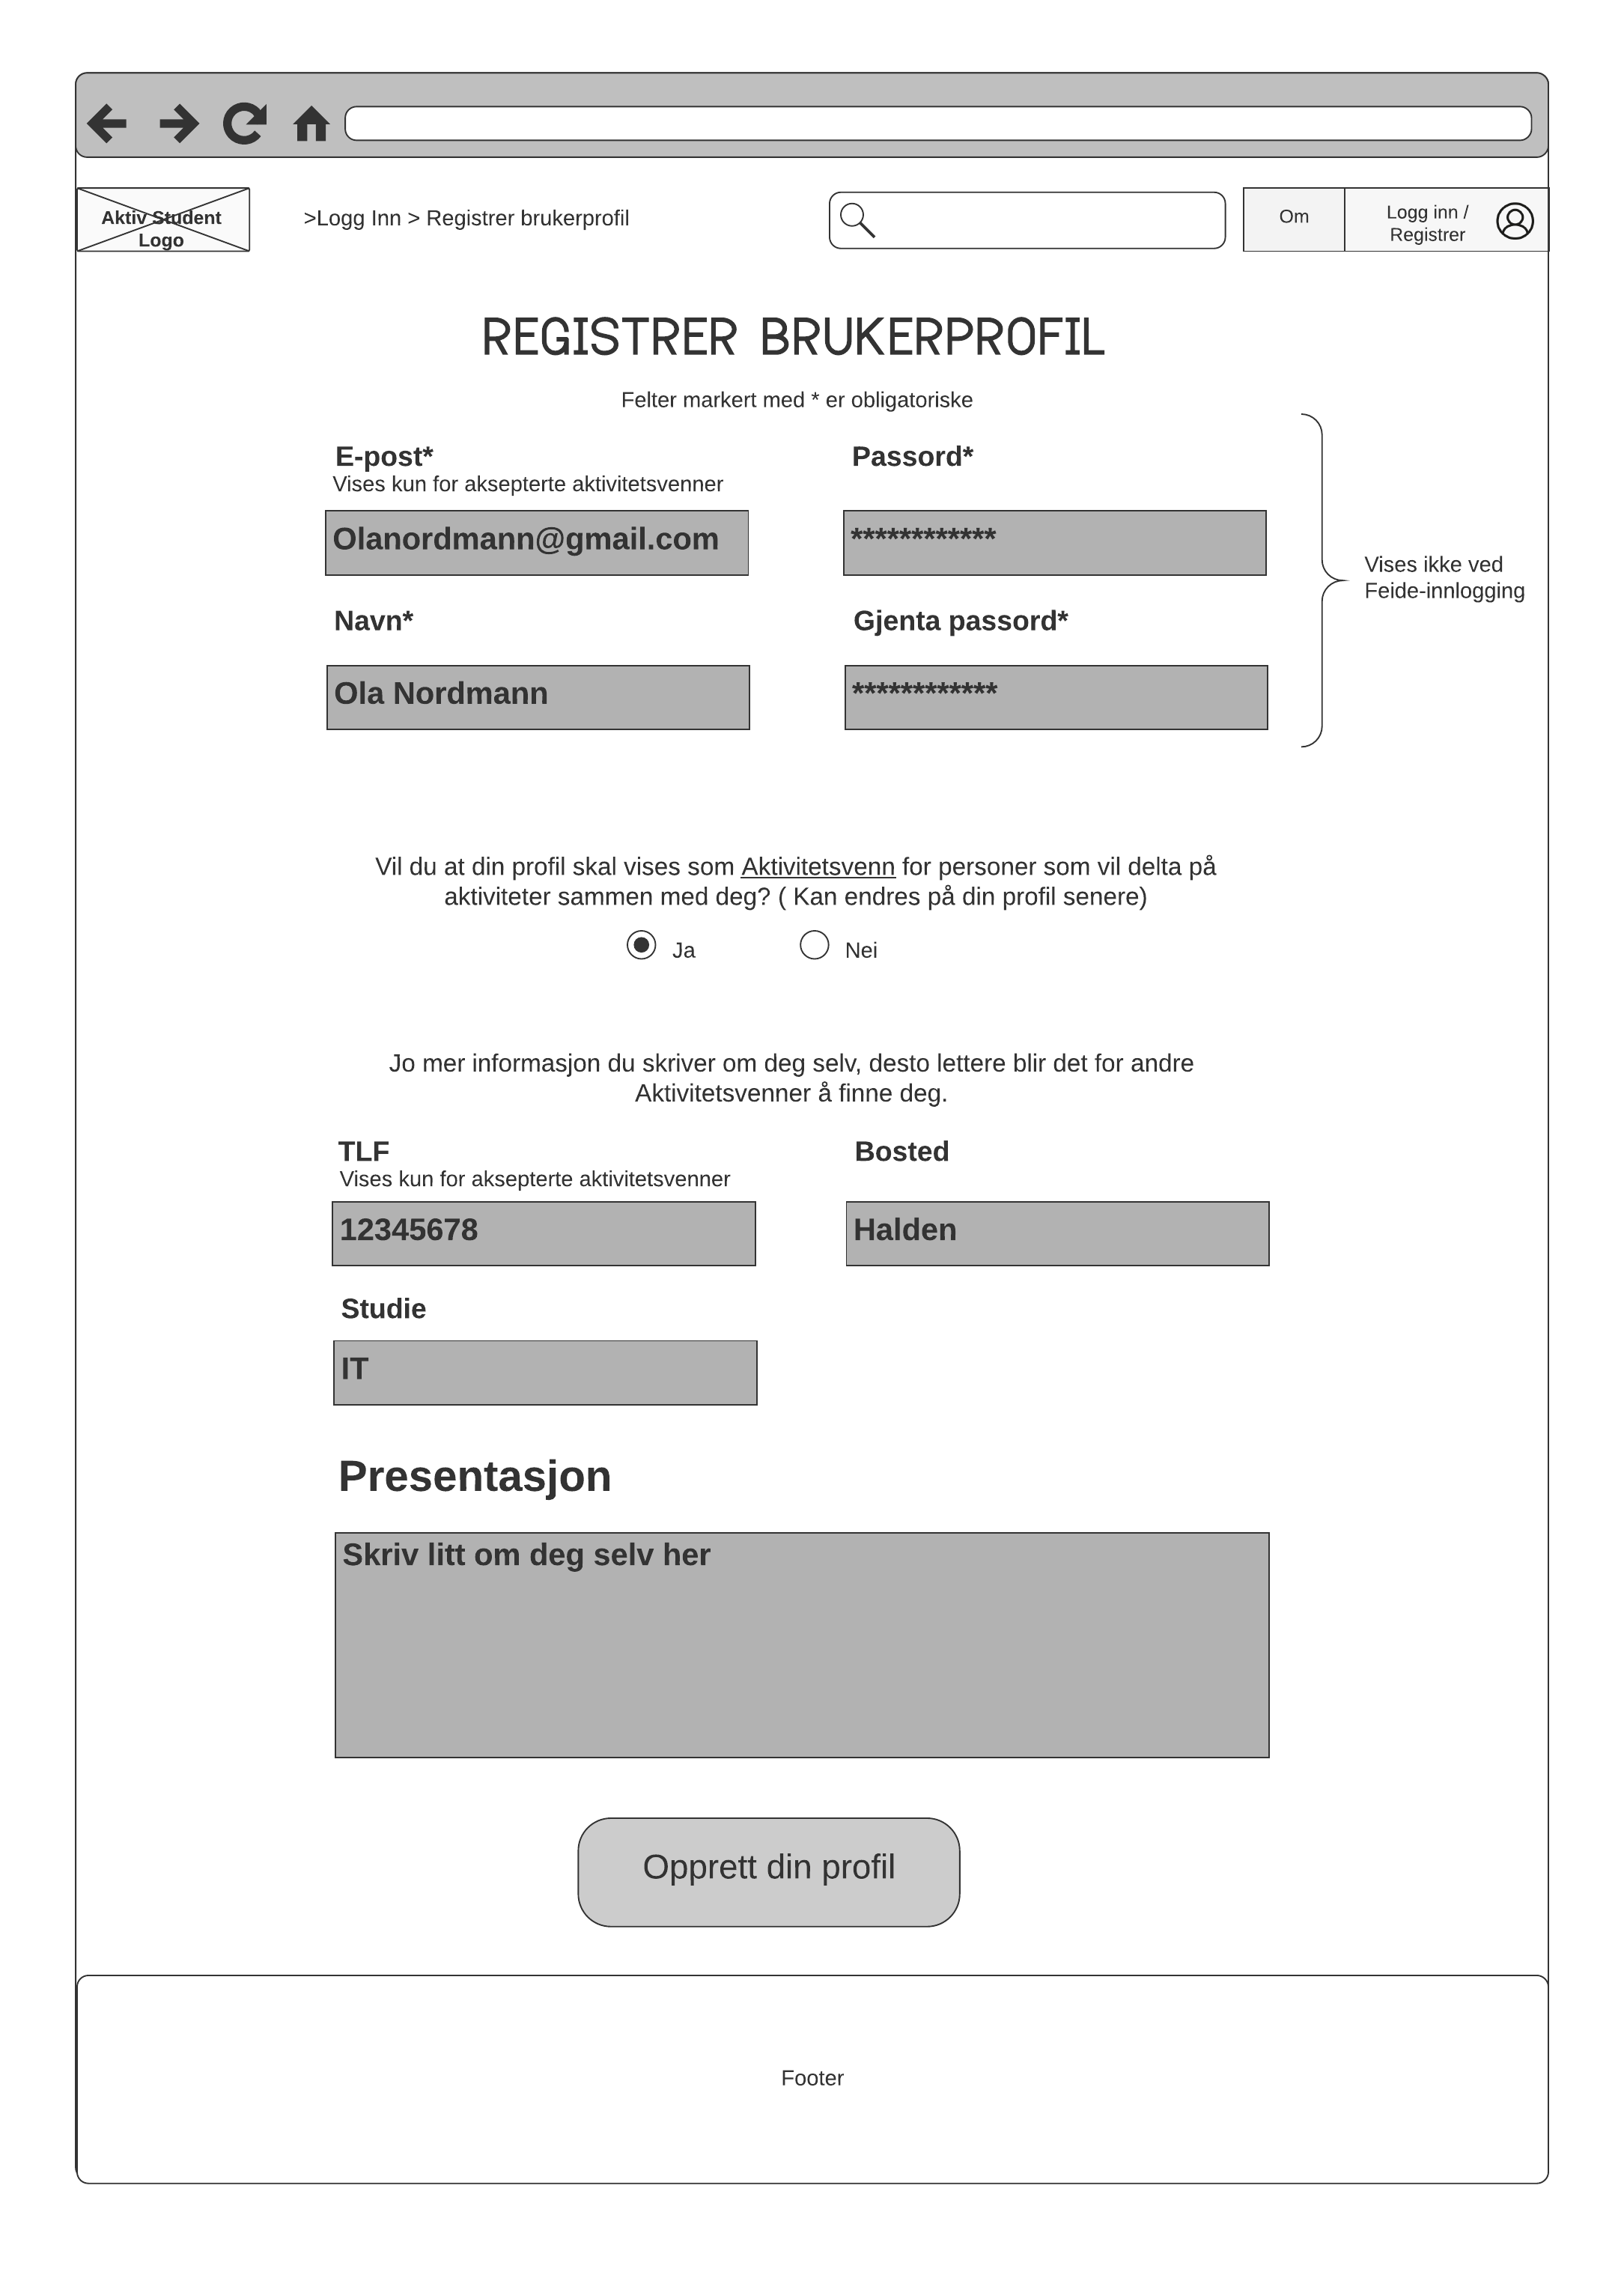 Aktiv Student
Logo
>Logg Inn > Registrer brukerprofil
Om
Logg inn /
Registrer
REGISTRER BRUKERPROFIL
Felter markert med * er obligatoriske
E-post*
Vises kun for aksepterte aktivitetsvenner
Olanordmann@gmail.com
Passord*
************
Navn*
Ola Nordmann
Gjenta passord*
************
Vises ikke ved
Feide-innlogging
Vil du at din profil skal vises som Aktivitetsvenn for personer som vil delta på
aktiviteter sammen med deg? ( Kan endres på din profil senere)
Ja
Nei
Jo mer informasjon du skriver om deg selv, desto lettere blir det for andre
Aktivitetsvenner å finne deg.
TLF
Vises kun for aksepterte aktivitetsvenner
12345678
Bosted
Halden
Studie
IT
Presentasjon
Skriv litt om deg selv her
Opprett din profil
Footer